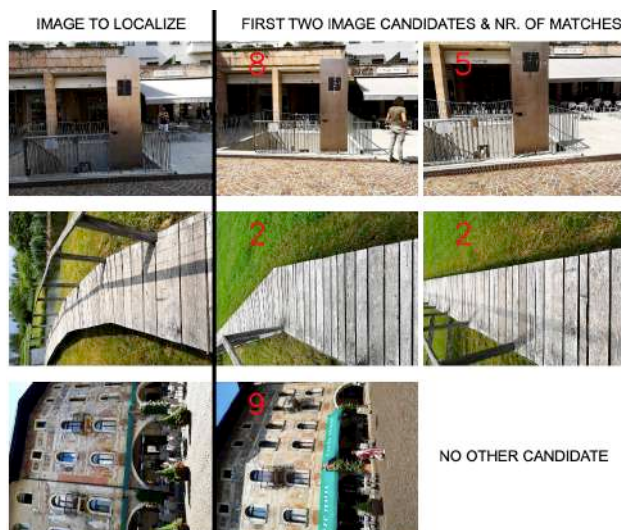 IMAGE TO LOCALIZE
FIRST TWO IMAGE CANDIDATES & NR. OF MATCHES
8
5
2
2
9
NO OTHER CANDIDATE